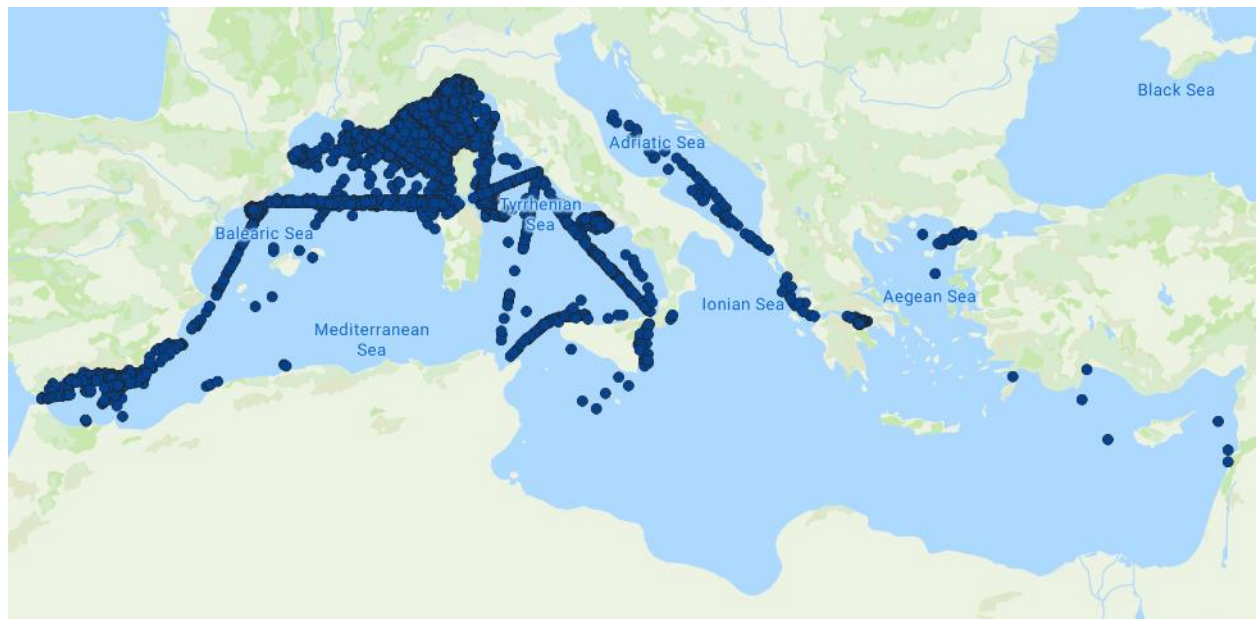 Black Sea
Adriatic Sea
Tyrrhenian
Sea
Balearic Sea
Ionian Sea
Aegean Sea
Mediterranean
Sea